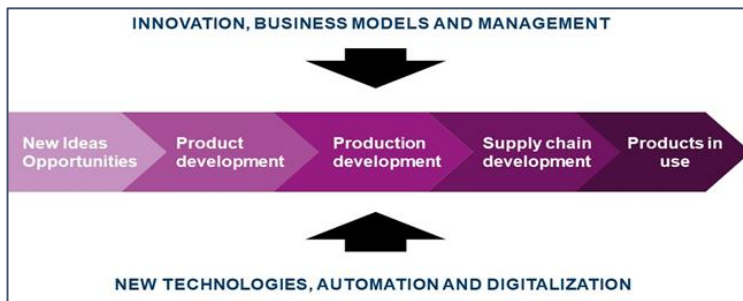 INNOVATION, BUSINESS MODELS AND MANAGEMENT
New Ideas
Opportunities
Product
development
Production
development
Supply chain
development
Products in
use
NEW TECHNOLOGIES, AUTOMATION AND DIGITALIZATION